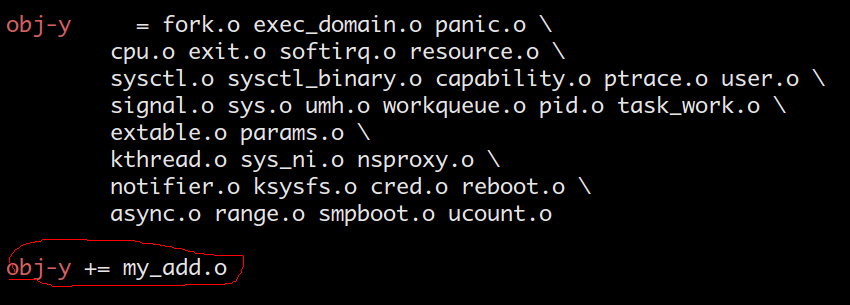 obj-y = fork.o exec_domain.o panic.o \
cpu.o exit.o softirq.o resource.o \
sysctl.o sysctl_binary.o capability.o ptrace.o user.o \
signal.o sys.o umh.o workqueue.o pid.o task_work.o \
extable.o params.o \
kthread.o sys_ni.o nsproxy.o \
notifier.o ksysfs.o cred.o reboot.o \
async.o range.o smpboot.o ucount.o
obj-y += my_add.o